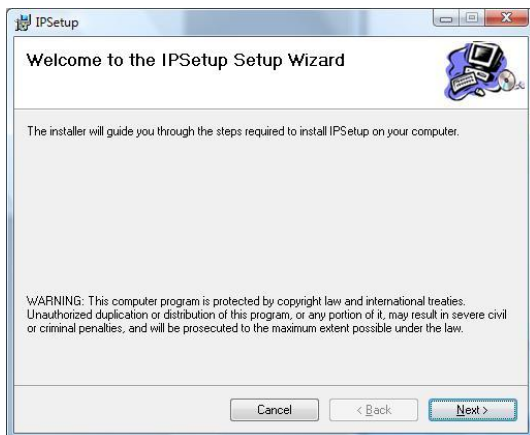 IPSetup
Welcome to the IPSetup Setup Wizard
The installer will guide you through the steps required to install IPSetup on your computer.
WARNING: This computer program is protected by copyright law and international treaties.
Unauthorized duplication or distribution of this program, or any portion of it, may result in severe civil
or criminal penalties, and will be prosecuted to the maximum extent possible under the law.
Cancel < Back Next >